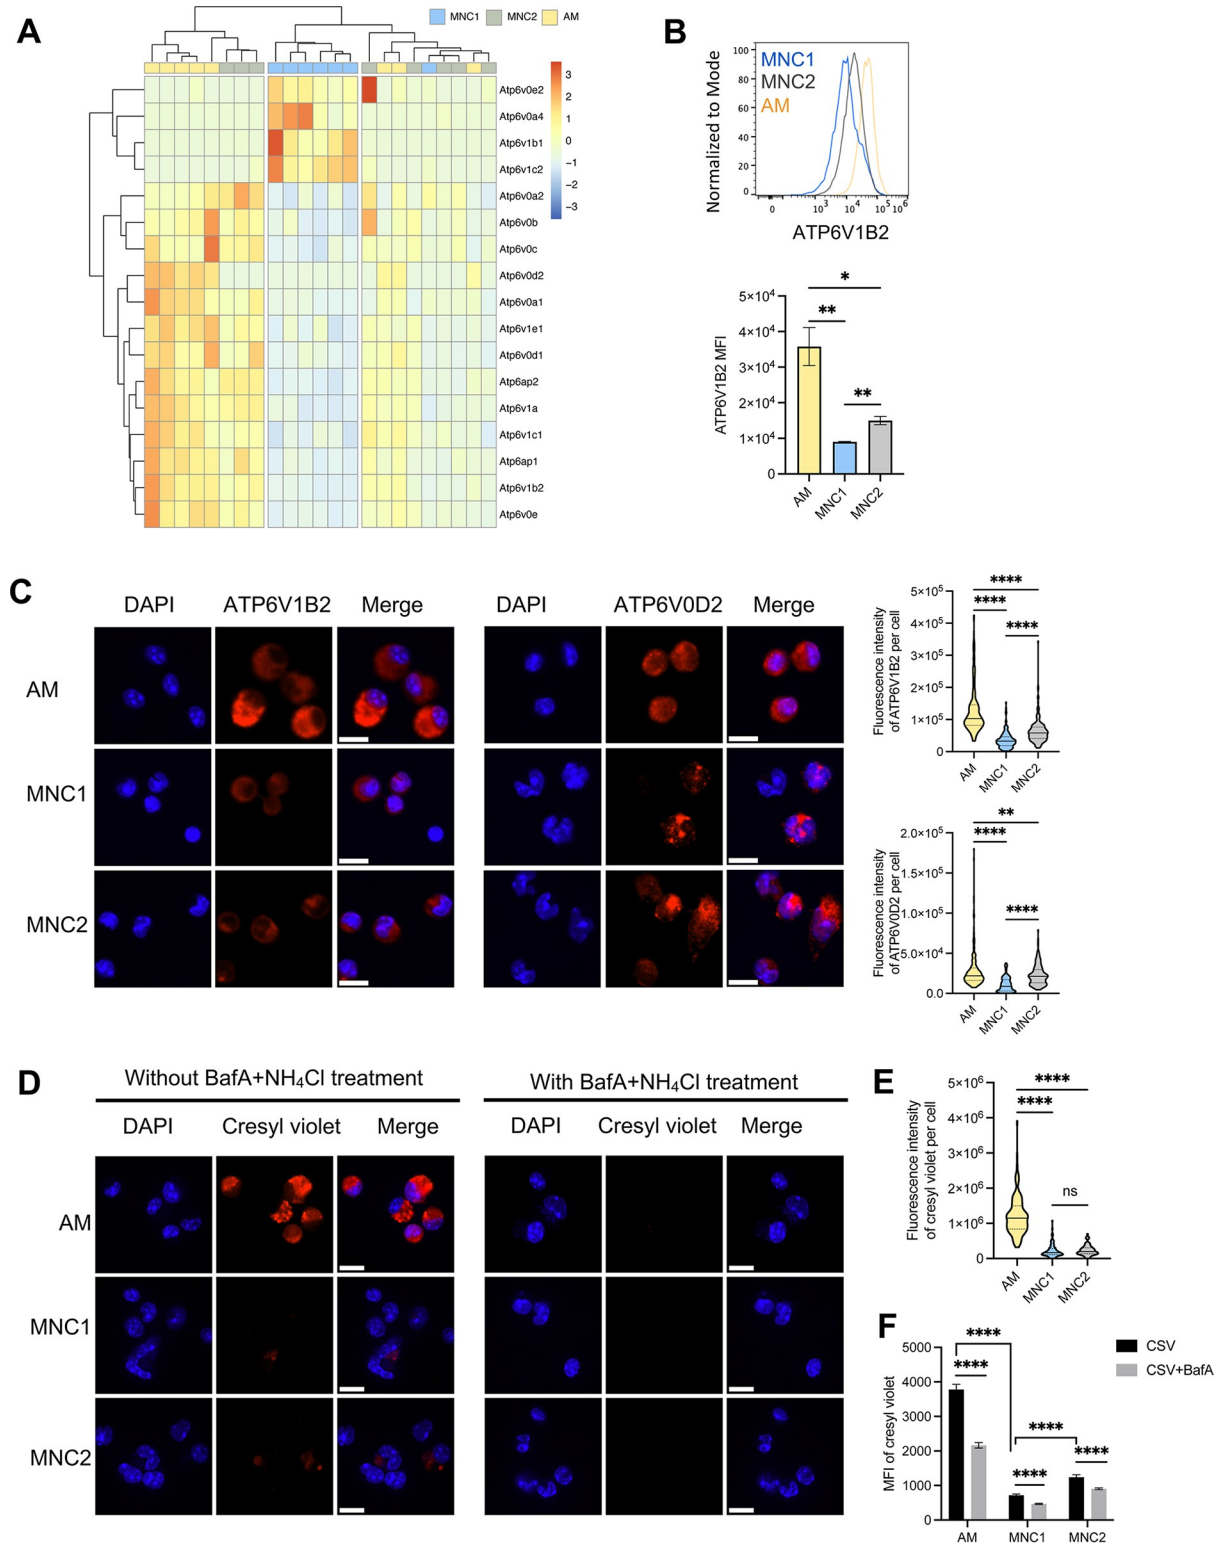 A
MNC1 MNC2 AM
3
2
1
0
−1
−2
−3
Atp6v0e2
Atp6v0a4
Atp6v1b1
Atp6v1c2
Atp6v0a2
Atp6v0b
Atp6v0c
Atp6v0d2
Atp6v0a1
Atp6v1e1
Atp6v0d1
Atp6ap2
Atp6v1a
Atp6v1c1
Atp6ap1
Atp6v1b2
Atp6v0e
B
Normalized to Mode
100
80
60
40
20
0
MNC1
MNC2
AM
0 10³ 10⁴ 10⁵ 10⁶
ATP6V1B2
ATP6V1B2 MFI
5×10⁴
4×10⁴
3×10⁴
2×10⁴
1×10⁴
0
*
**
**
AM MNC1 MNC2
C
DAPI ATP6V1B2 Merge DAPI ATP6V0D2 Merge
AM
MNC1
MNC2
Fluorescence intensity
of ATP6V1B2 per cell
5×10⁵
4×10⁵
3×10⁵
2×10⁵
1×10⁵
0
****
****
****
AM MNC1 MNC2
Fluorescence intensity
of ATP6V0D2 per cell
2.0×10⁵
1.5×10⁵
1.0×10⁵
5.0×10⁴
0.0
**
****
****
AM MNC1 MNC2
D
Without BafA+NH₄Cl treatment With BafA+NH₄Cl treatment
DAPI Cresyl violet Merge DAPI Cresyl violet Merge
AM
MNC1
MNC2
E
Fluorescence intensity
of cresyl violet per cell
5×10⁶
4×10⁶
3×10⁶
2×10⁶
1×10⁶
0
****
****
ns
AM MNC1 MNC2
F
MFI of cresyl violet
5000
4000
3000
2000
1000
0
****
****
****
****
****
AM MNC1 MNC2
CSV
CSV+BafA